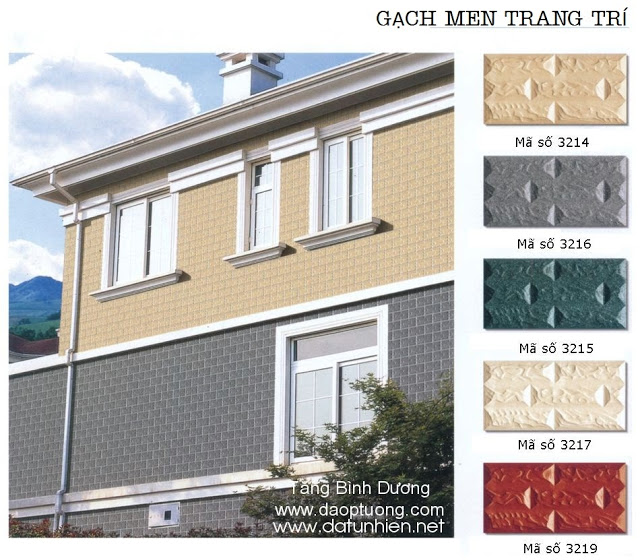 GẠCH MEN TRANG TRÍ
Mã số 3214
Mã số 3216
Mã số 3215
Mã số 3217
Mã số 3219
Tăng Bình Dương
www.daoptuong.com
www.datunhien.net